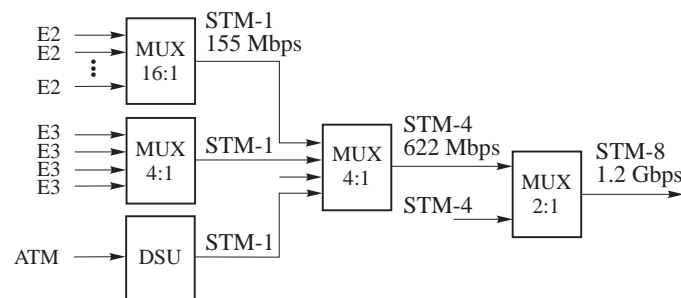 STM-1
155 Mbps
E2
E2
E2
MUX
16:1
E3
E3
E3
E3
MUX
4:1
STM-1
MUX
4:1
STM-4
622 Mbps
MUX
2:1
STM-8
1.2 Gbps
STM-4
ATM
DSU
STM-1